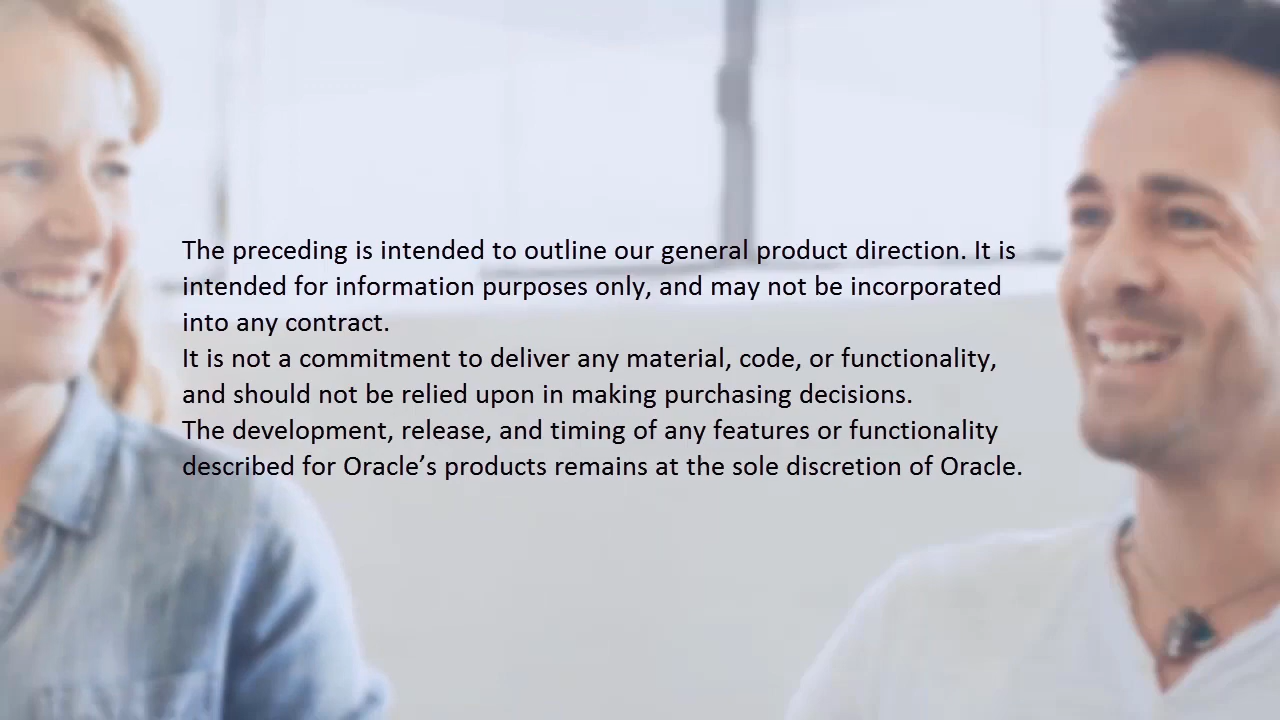 The preceding is intended to outline our general product direction. It is
intended for information purposes only, and may not be incorporated
into any contract.
It is not a commitment to deliver any material, code, or functionality,
and should not be relied upon in making purchasing decisions.
The development, release, and timing of any features or functionality
described for Oracle’s products remains at the sole discretion of Oracle.